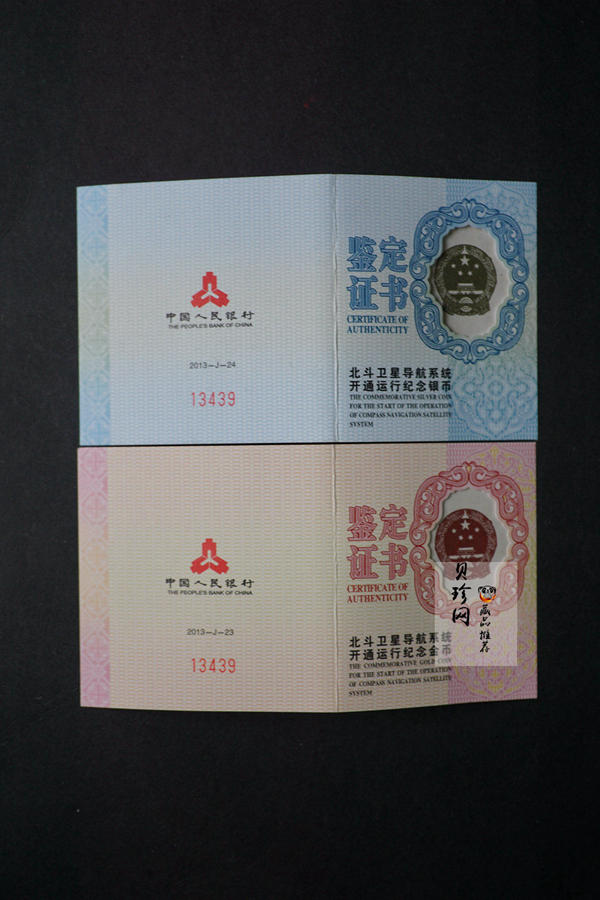 中国人民银行
THE PEOPLE'S BANK OF CHINA
2013-J-24
13439
鉴定
证书
CERTIFICATE OF
AUTHENTICITY
北斗卫星导航系统
开通运行纪念银币
THE COMMEMORATIVE SILVER COIN
FOR THE START OF THE OPERATION
OF COMPASS NAVIGATION SATELLITE
SYSTEM
中国人民银行
THE PEOPLE'S BANK OF CHINA
2013-J-23
13439
鉴定
证书
CERTIFICATE OF
AUTHENTICITY
北斗卫星导航系统
开通运行纪念金币
THE COMMEMORATIVE GOLD COIN
FOR THE START OF THE OPERATION
OF COMPASS NAVIGATION SATELLITE
SYSTEM
贝珍网
藏品推荐